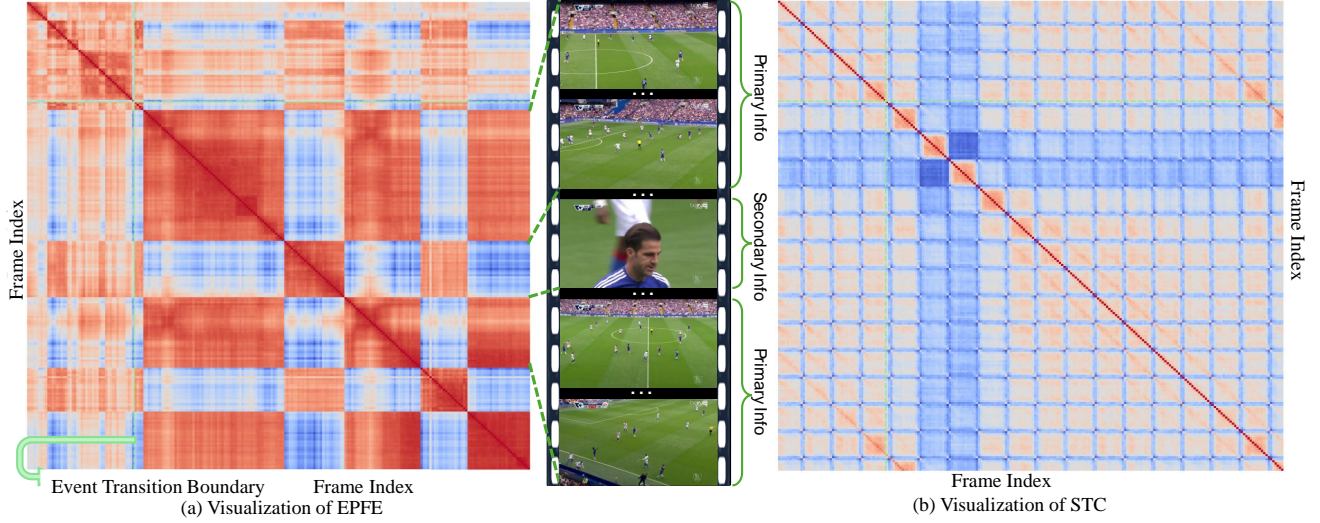 Frame Index
Event Transition Boundary
Frame Index
(a) Visualization of EPFE
Primary Info
Secondary Info
Primary Info
Frame Index
Frame Index
(b) Visualization of STC